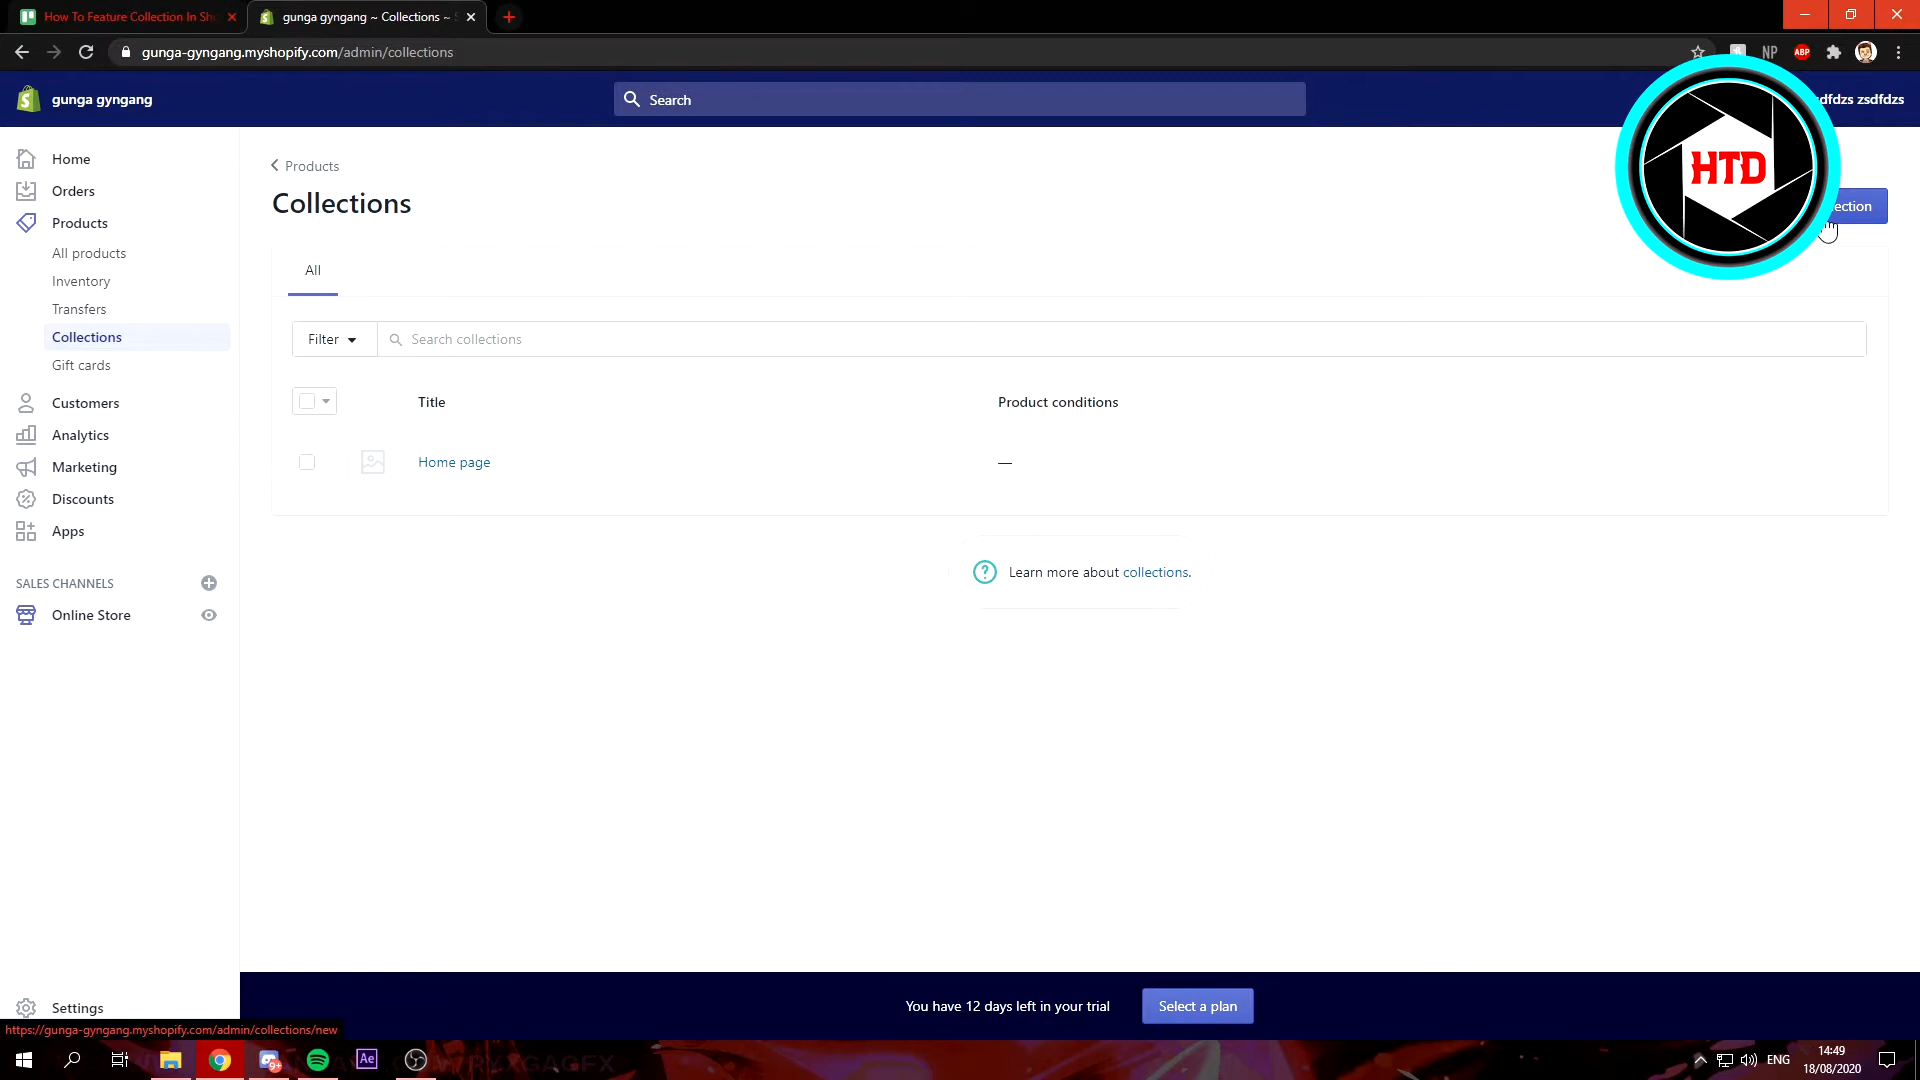 How To Feature Collection In Sh
gunga gyngang ~ Collections ~ S
gunga-gyngang.myshopify.com/admin/collections
NP
ABP
gunga gyngang
Search
dfdzs zsdfdzs
HTD
Home
Orders
Products
All products
Inventory
Transfers
Collections
Gift cards
Customers
Analytics
Marketing
Discounts
Apps
SALES CHANNELS
Online Store
Settings
Products
Collections
ection
All
Filter
Search collections
Title
Product conditions
Home page
—
Learn more about collections.
You have 12 days left in your trial
Select a plan
https://gunga-gyngang.myshopify.com/admin/collections/new
9+
Ae
ENG
14:49
18/08/2020